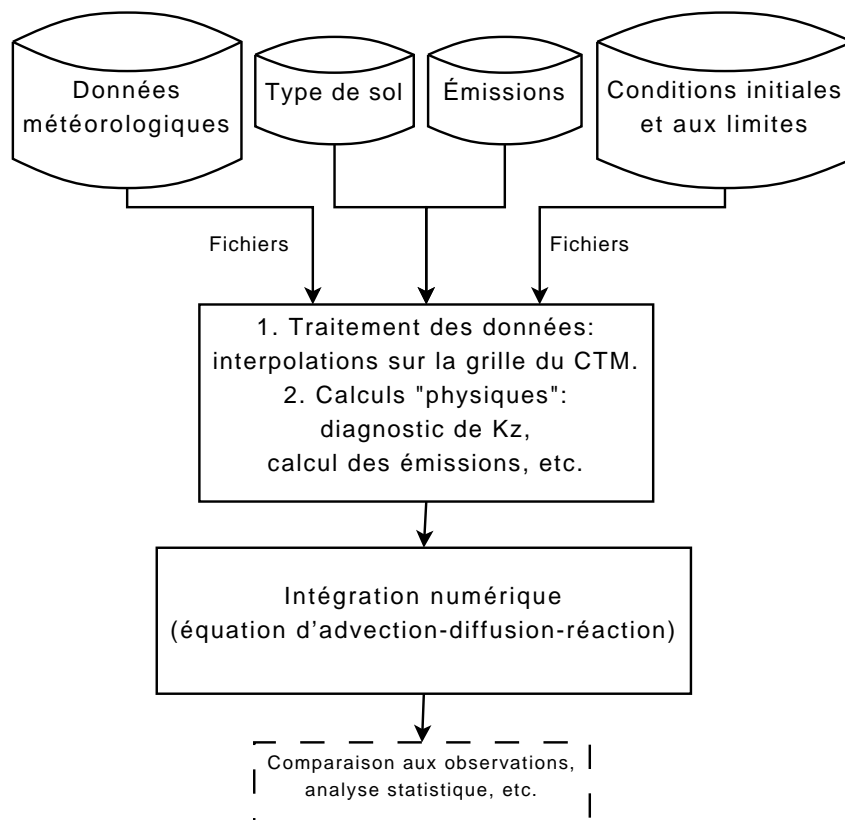 Données
météorologiques
Type de sol
Émissions
Conditions initiales
et aux limites
Fichiers
Fichiers
1. Traitement des données:
interpolations sur la grille du CTM.
2. Calculs "physiques":
diagnostic de Kz,
calcul des émissions, etc.
Intégration numérique
(équation d’advection-diffusion-réaction)
Comparaison aux observations,
analyse statistique, etc.